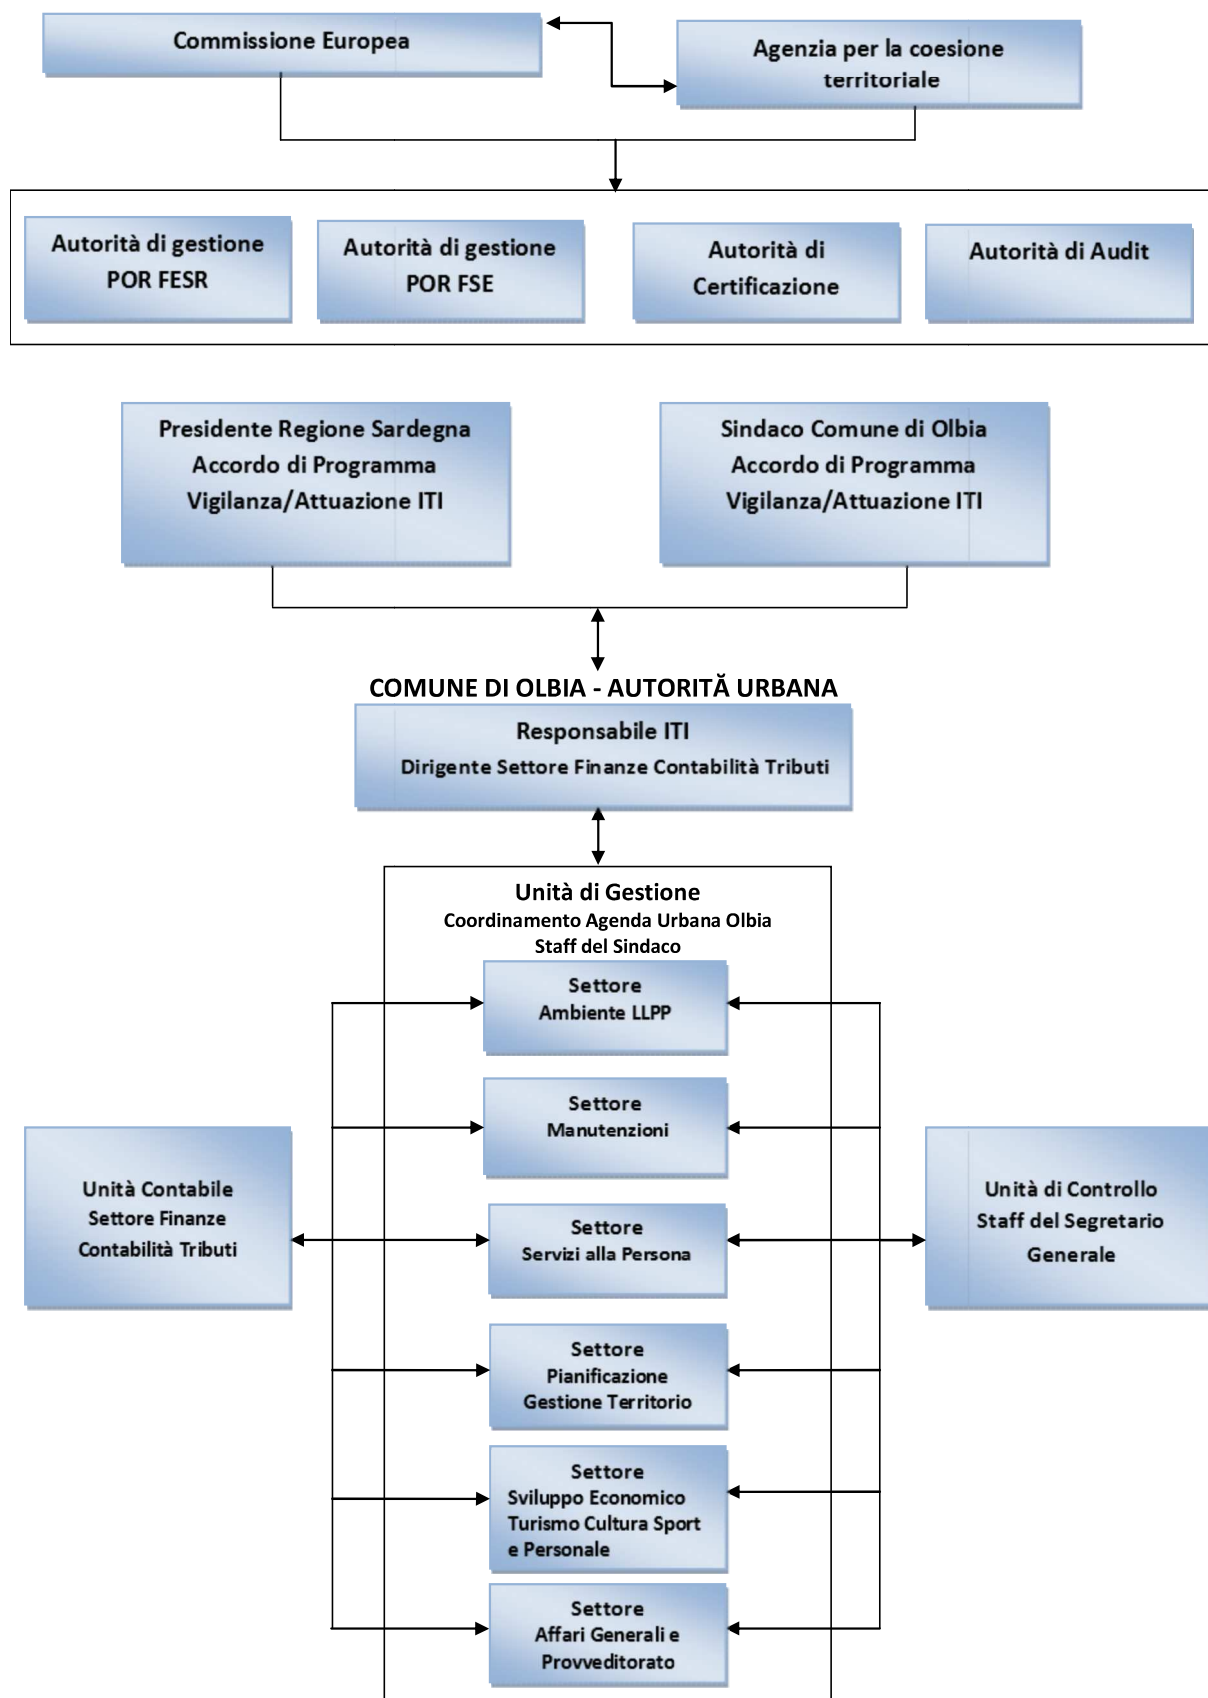 Commissione Europea
Agenzia per la coesione
territoriale
Autorità di gestione
POR FESR
Autorità di gestione
POR FSE
Autorità di
Certificazione
Autorità di Audit
Presidente Regione Sardegna
Accordo di Programma
Vigilanza/Attuazione ITI
Sindaco Comune di Olbia
Accordo di Programma
Vigilanza/Attuazione ITI
COMUNE DI OLBIA - AUTORITĂ URBANA
Responsabile ITI
Dirigente Settore Finanze Contabilità Tributi
Unità di Gestione
Coordinamento Agenda Urbana Olbia
Staff del Sindaco
Settore
Ambiente LLPP
Settore
Manutenzioni
Unità Contabile
Settore Finanze
Contabilità Tributi
Settore
Servizi alla Persona
Unità di Controllo
Staff del Segretario
Generale
Settore
Pianificazione
Gestione Territorio
Settore
Sviluppo Economico
Turismo Cultura Sport
e Personale
Settore
Affari Generali e
Provveditorato